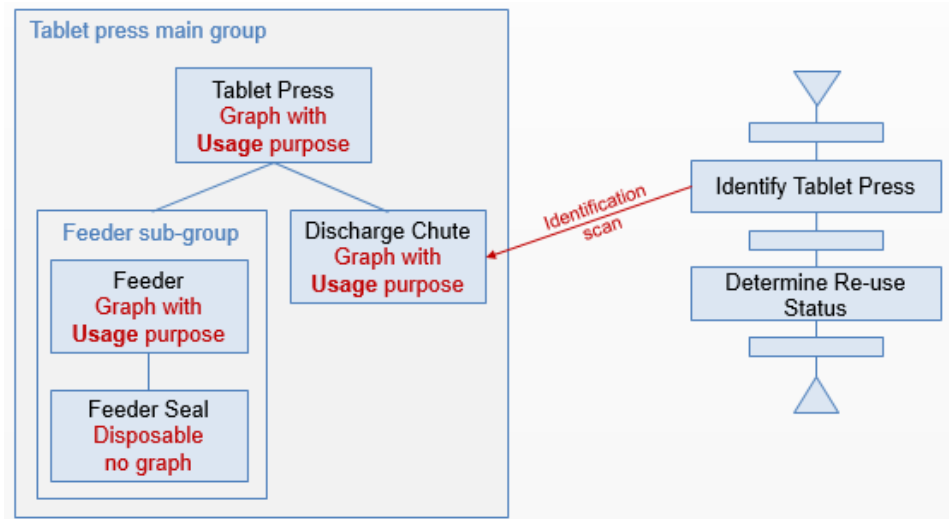 Tablet press main group
Tablet Press
Graph with
Usage purpose
Feeder sub-group
Feeder
Graph with
Usage purpose
Feeder Seal
Disposable
no graph
Discharge Chute
Graph with
Usage purpose
Identification
scan
Identify Tablet Press
Determine Re-use
Status